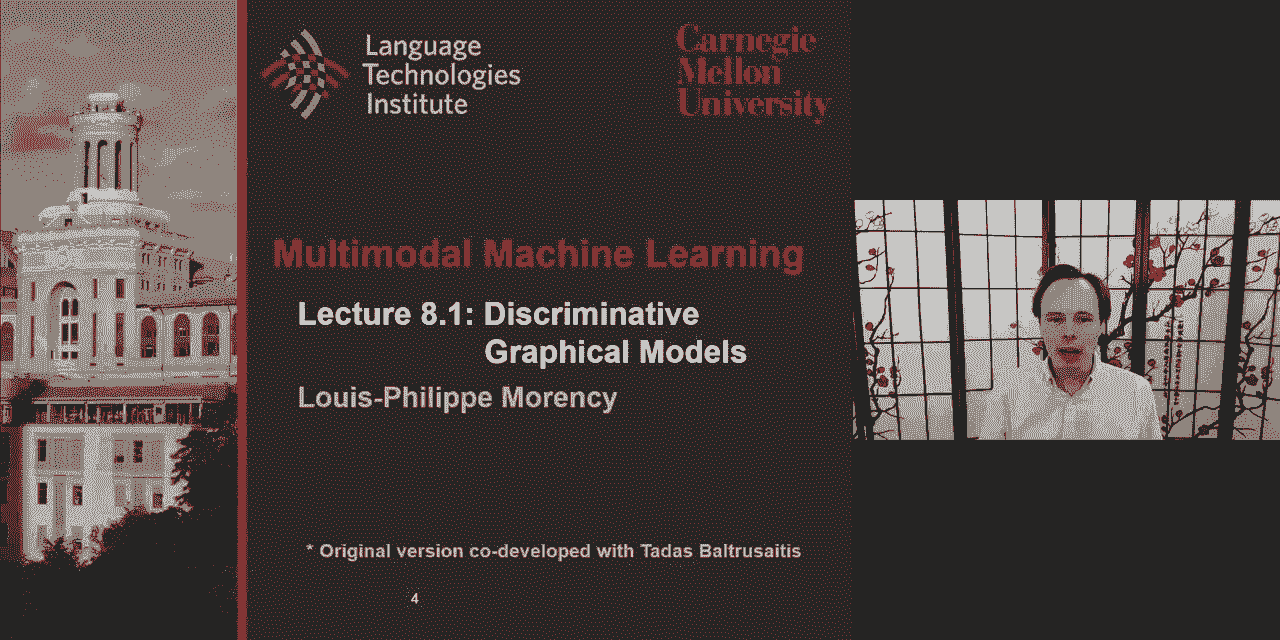 Language
Technologies
Institute
Carnegie
Mellon
University
Multimodal Machine Learning
Lecture 8.1: Discriminative
Graphical Models
Louis-Philippe Morency
* Original version co-developed with Tadas Baltrusaitis
4